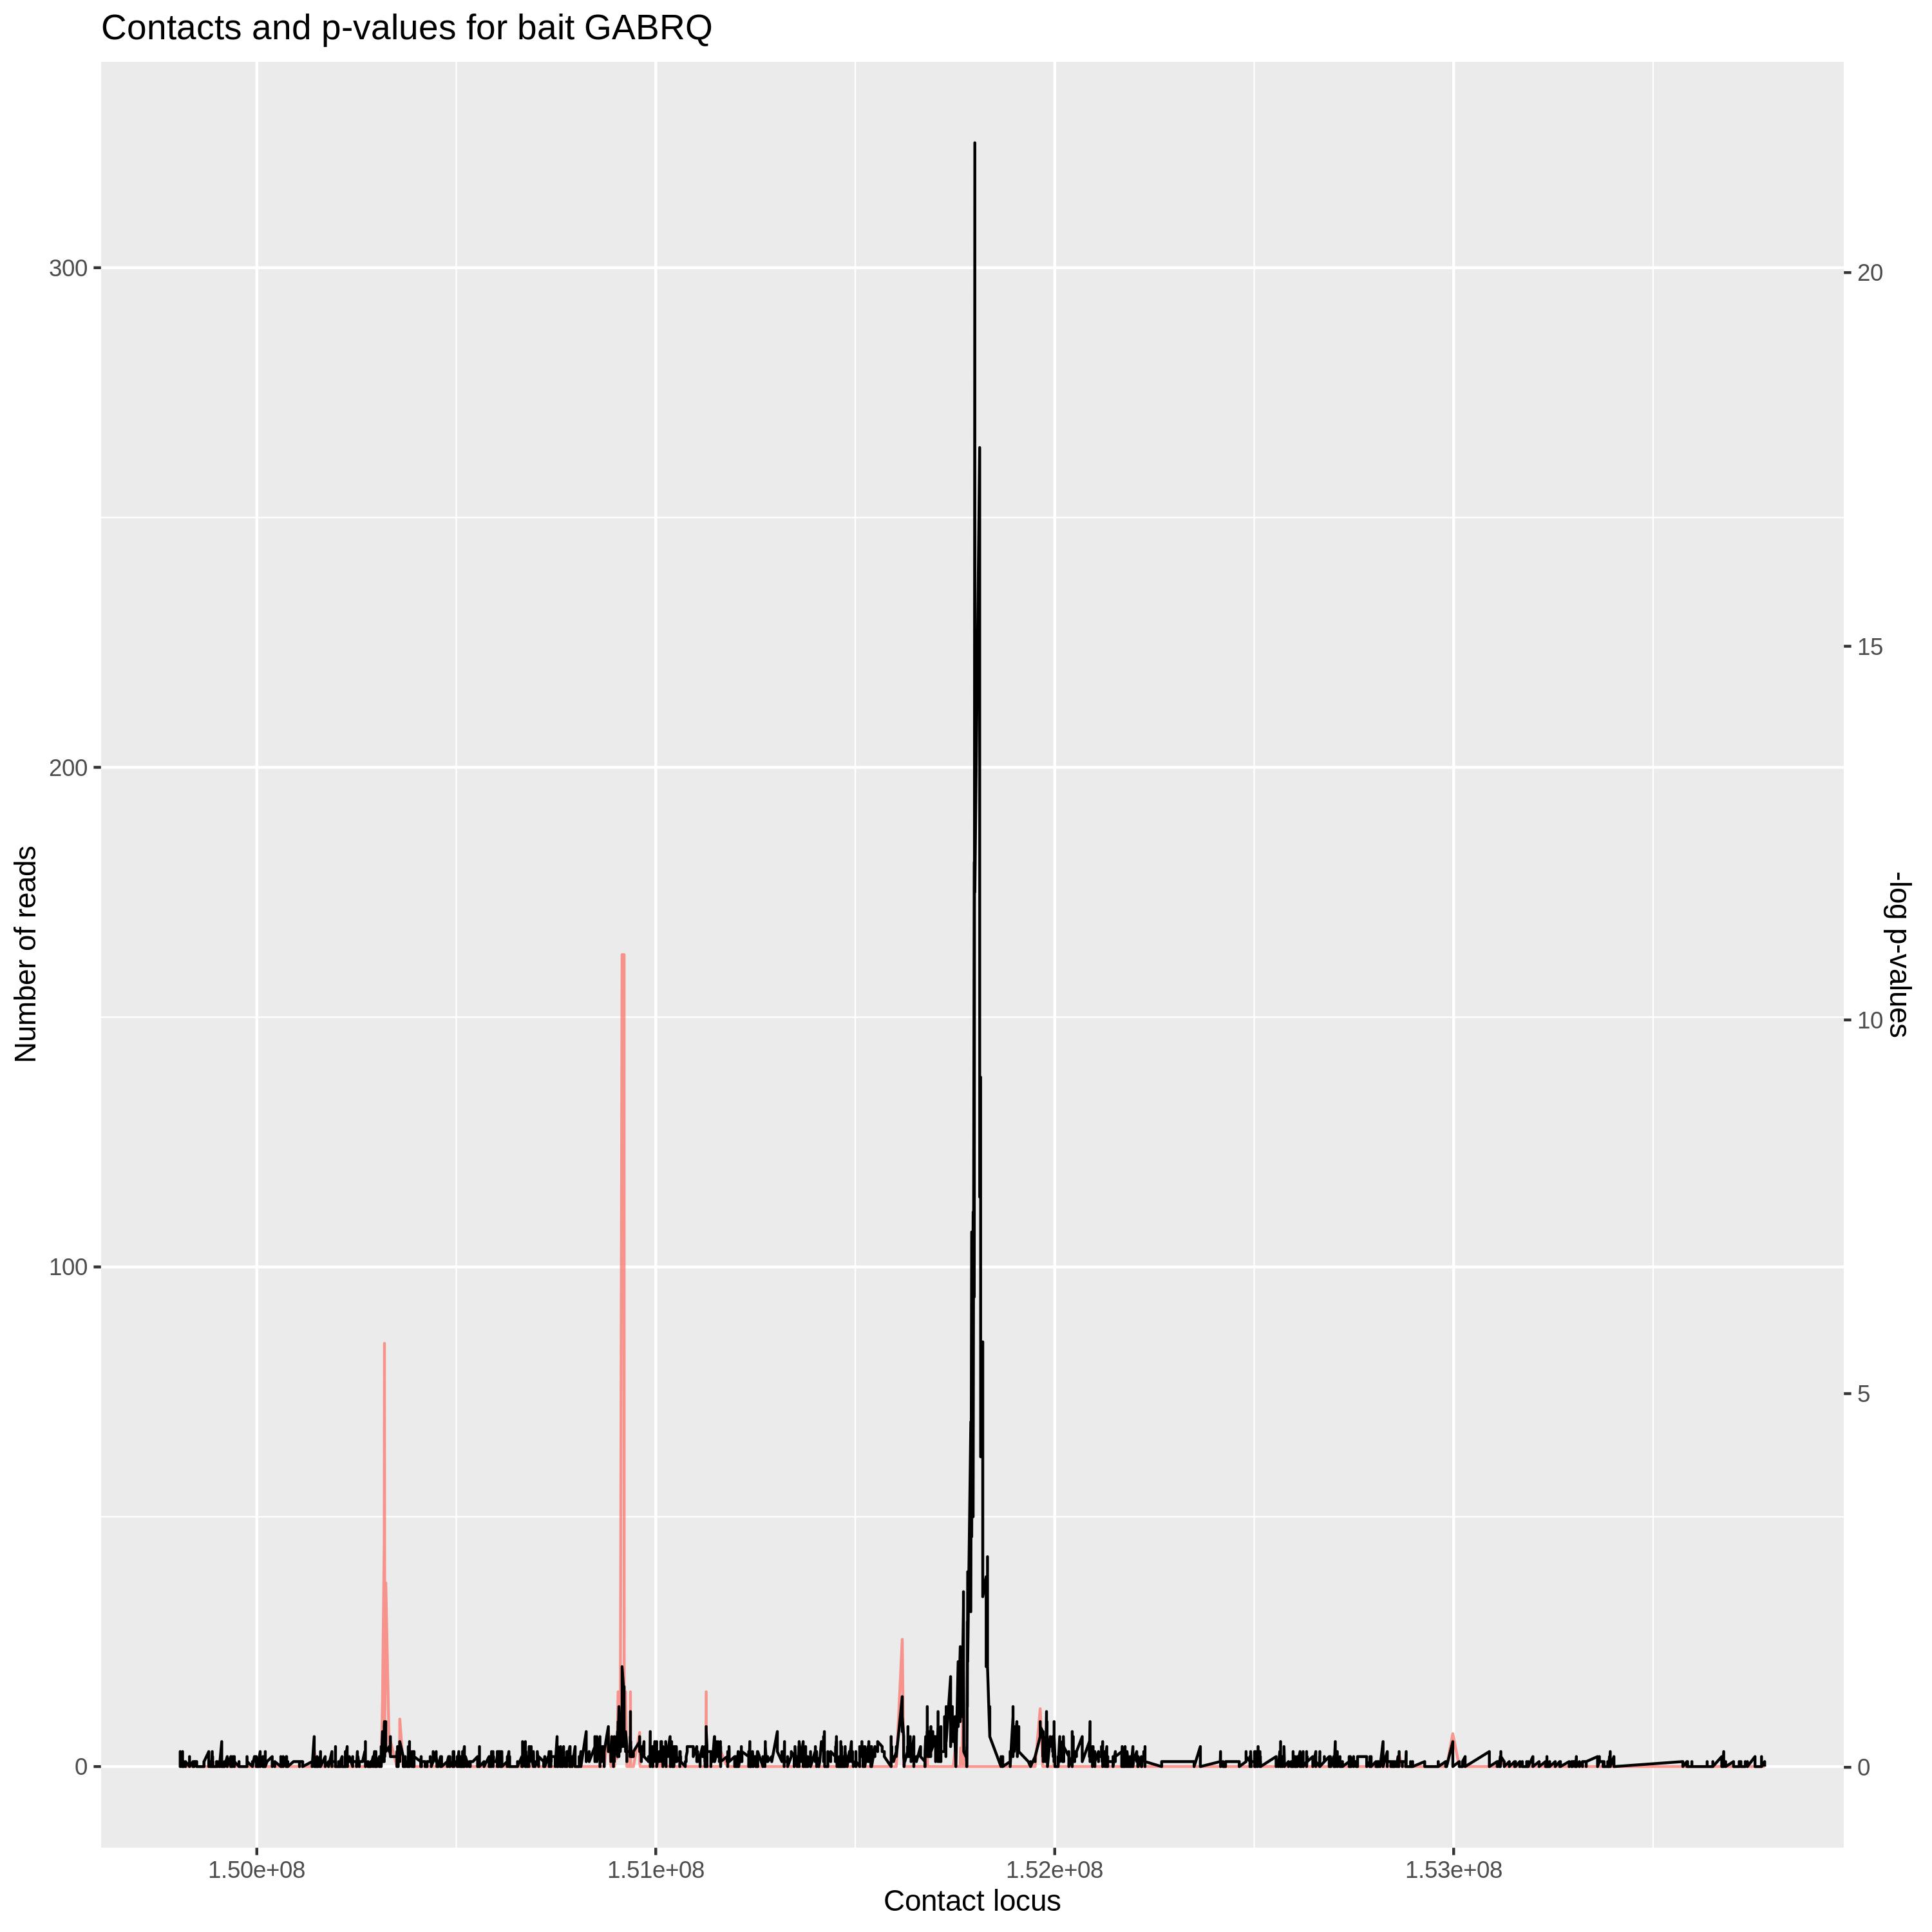 Contacts and p-values for bait GABRQ
300
200
100
0
Number of reads
20
15
10
5
0
-log p-values
1.50e+08 1.51e+08 1.52e+08 1.53e+08
Contact locus